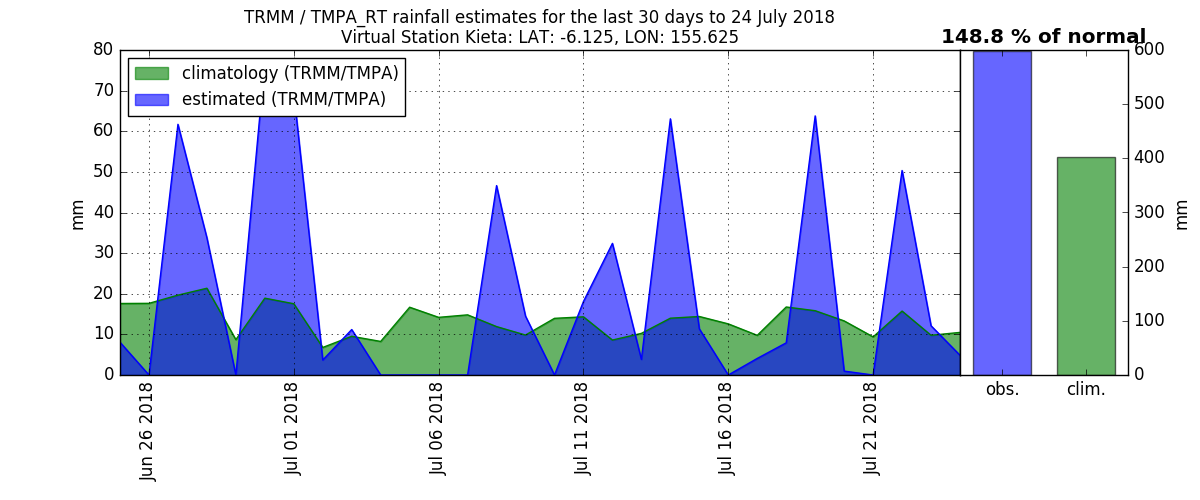 TRMM / TMPA_RT rainfall estimates for the last 30 days to 24 July 2018
Virtual Station Kieta: LAT: -6.125, LON: 155.625
148.8 % of normal
climatology (TRMM/TMPA)
estimated (TRMM/TMPA)
mm
80
70
60
50
40
30
20
10
0
Jun 26 2018
Jul 01 2018
Jul 06 2018
Jul 11 2018
Jul 16 2018
Jul 21 2018
600
500
400
300
200
100
0
mm
obs.
clim.